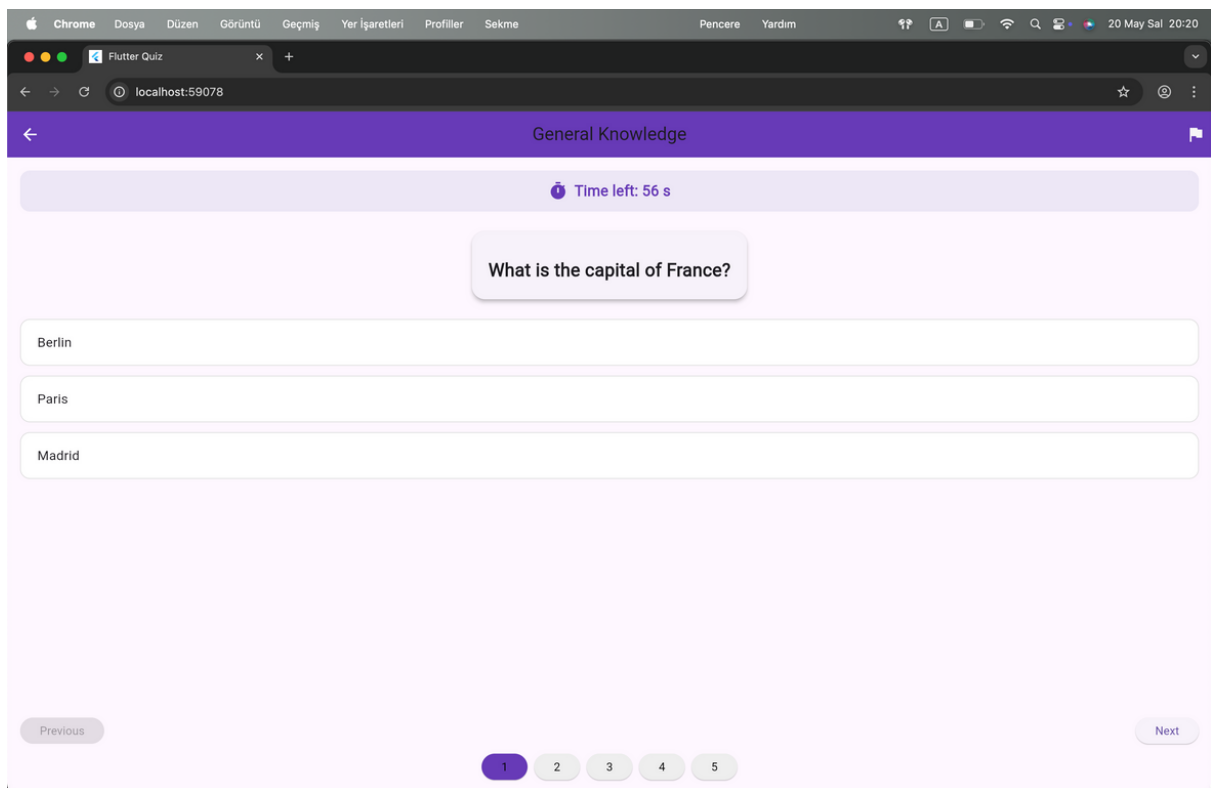 Chrome Dosya Düzen Görüntü Geçmiş Yer İşaretleri Profiller Sekme Pencere Yardım A 20 May Sal 20:20
Flutter Quiz
localhost:59078
General Knowledge
Time left: 56 s
What is the capital of France?
Berlin
Paris
Madrid
Previous
Next
1 2 3 4 5